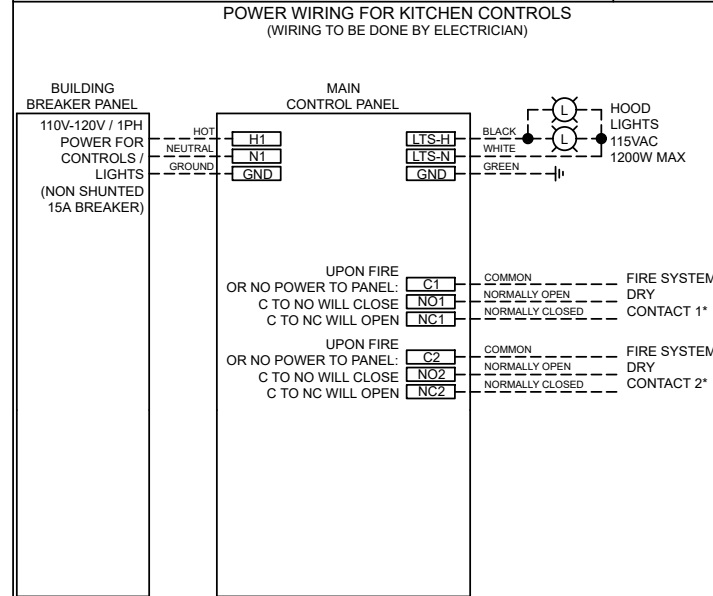 POWER WIRING FOR KITCHEN CONTROLS
(WIRING TO BE DONE BY ELECTRICIAN)
BUILDING
BREAKER PANEL
110V-120V / 1PH
POWER FOR
CONTROLS /
LIGHTS
(NON SHUNTED
15A BREAKER)
HOT
NEUTRAL
GROUND
MAIN
CONTROL PANEL
H1
N1
GND
LTS-H
LTS-N
GND
BLACK
WHITE
GREEN
L
L
HOOD
LIGHTS
115VAC
1200W MAX
UPON FIRE
OR NO POWER TO PANEL:
C TO NO WILL CLOSE
C TO NC WILL OPEN
C1
NO1
NC1
COMMON
NORMALLY OPEN
NORMALLY CLOSED
FIRE SYSTEM
DRY
CONTACT 1*
UPON FIRE
OR NO POWER TO PANEL:
C TO NO WILL CLOSE
C TO NC WILL OPEN
C2
NO2
NC2
COMMON
NORMALLY OPEN
NORMALLY CLOSED
FIRE SYSTEM
DRY
CONTACT 2*